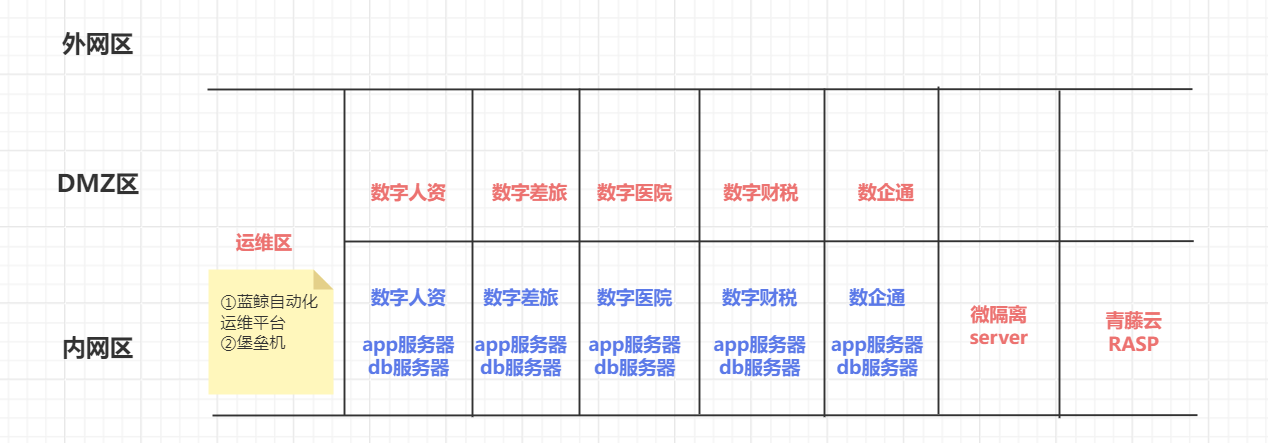 外网区
DMZ区
数字人资
数字差旅
数字医院
数字财税
数企通
运维区
①蓝鲸自动化
运维平台
②堡垒机
内网区
数字人资
app服务器
db服务器
数字差旅
app服务器
db服务器
数字医院
app服务器
db服务器
数字财税
app服务器
db服务器
数企通
app服务器
db服务器
微隔离
server
青藤云
RASP